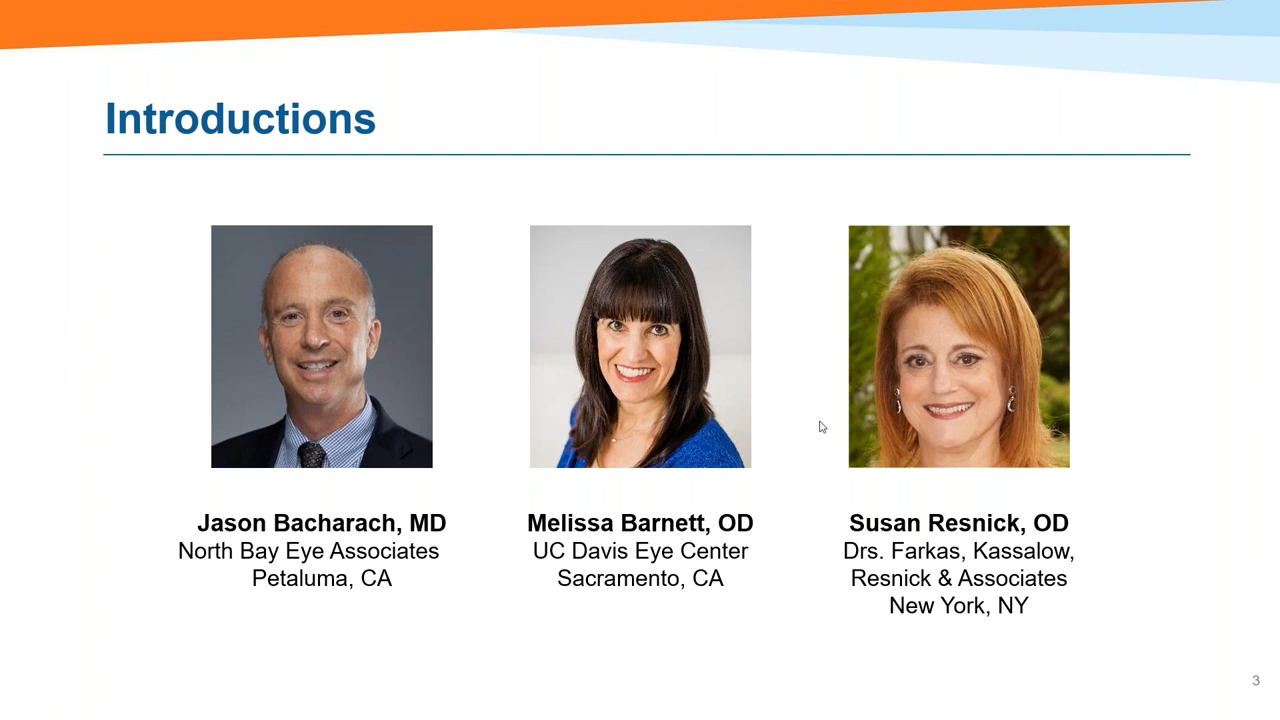 Introductions
Jason Bacharach, MD
North Bay Eye Associates
Petaluma, CA
Melissa Barnett, OD
UC Davis Eye Center
Sacramento, CA
Susan Resnick, OD
Drs. Farkas, Kassalow,
Resnick & Associates
New York, NY
3